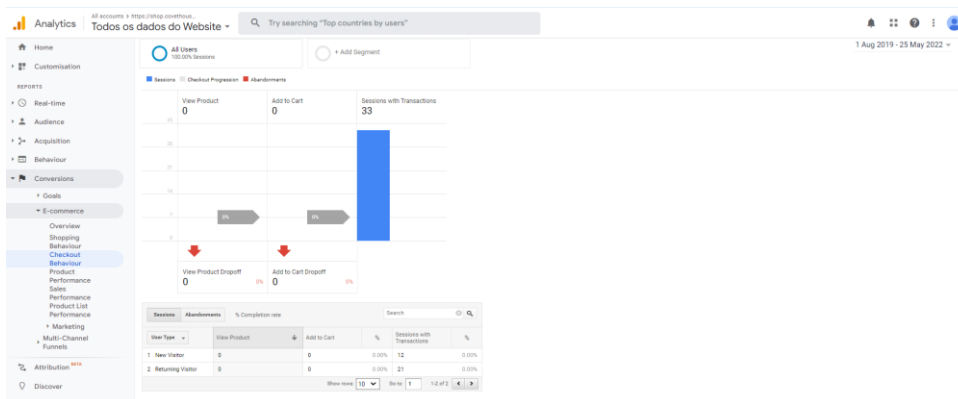 All accounts > https://shop.covethous...
Analytics
Todos os dados do Website
Try searching "Top countries by users"
1 Aug 2019 - 25 May 2022
Home
Customisation
REPORTS
Real-time
Audience
Acquisition
Behaviour
Conversions
Goals
E-commerce
Overview
Shopping
Behaviour
Checkout
Behaviour
Product
Performance
Sales
Performance
Product List
Performance
Marketing
Multi-Channel
Funnels
Attribution BETA
Discover
All Users
100.00% Sessions
+ Add Segment
Sessions Checkout Progression Abandonments
View Product Add to Cart Sessions with Transactions
0 0 33
0% 0%
View Product Dropoff Add to Cart Dropoff
0 0% 0 0%
Sessions Abandonments % Completion rate Search
User Type View Product Add to Cart % Sessions with Transactions %
1 New Visitor 0 0 0.00% 12 0.00%
2 Returning Visitor 0 0 0.00% 21 0.00%
Show rows: 10 Go to: 1 1-2 of 2